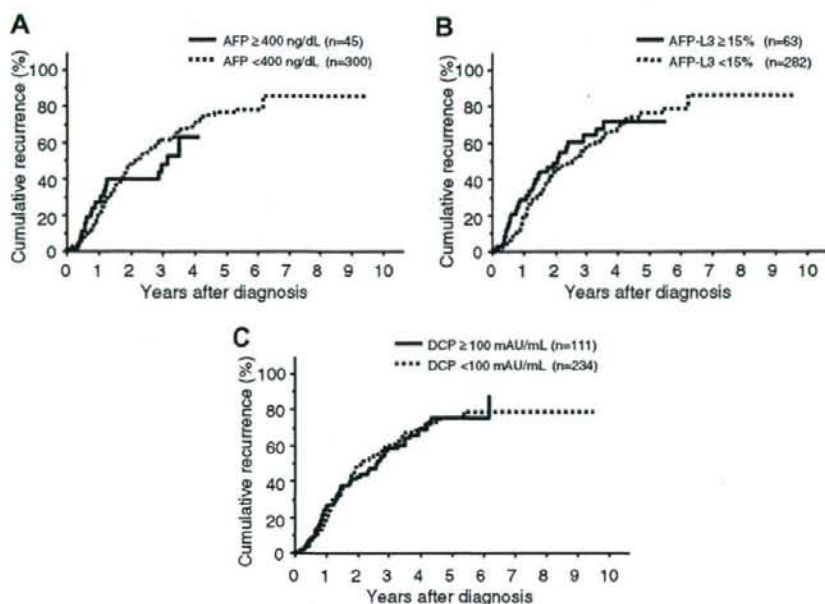 A
AFP ≥ 400 ng/dL (n=45)
AFP <400 ng/dL (n=300)
Cumulative recurrence (%)
100
80
60
40
20
0
0 1 2 3 4 5 6 7 8 9 10
Years after diagnosis
B
AFP-L3 ≥ 15% (n=63)
AFP-L3 <15% (n=282)
Cumulative recurrence (%)
100
80
60
40
20
0
0 1 2 3 4 5 6 7 8 9 10
Years after diagnosis
C
DCP ≥ 100 mAU/mL (n=111)
DCP <100 mAU/mL (n=234)
Cumulative recurrence (%)
100
80
60
40
20
0
0 1 2 3 4 5 6 7 8 9 10
Years after diagnosis